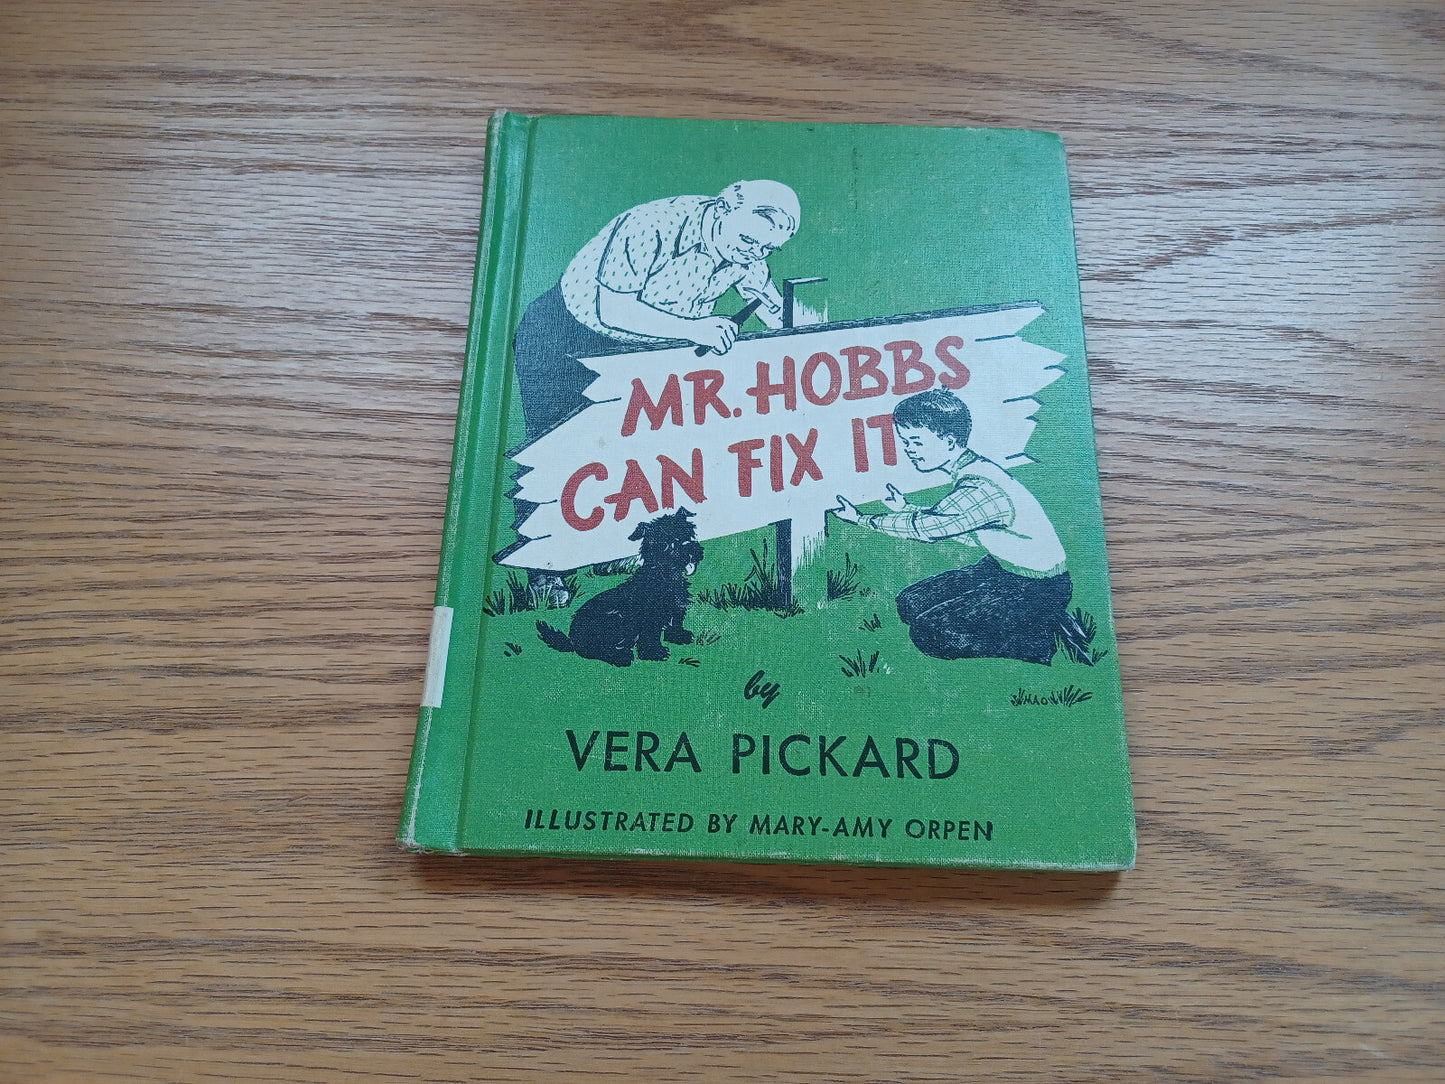 MR. HOBBS
CAN FIX IT
by
VERA PICKARD
ILLUSTRATED BY MARY-AMY ORPEN